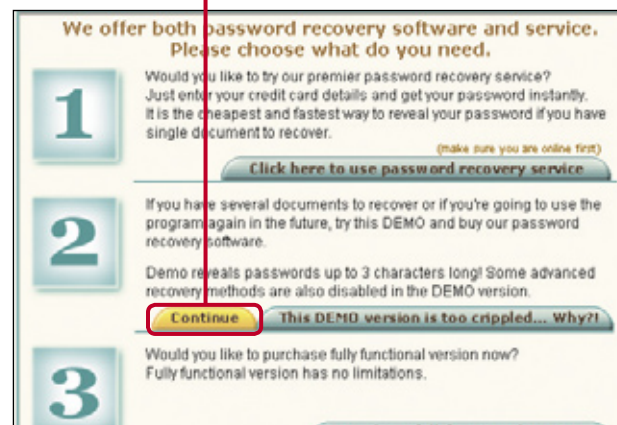 We offer both password recovery software and service.
Please choose what do you need.
1
Would you like to try our premier password recovery service?
Just enter your credit card details and get your password instantly.
It is the cheapest and fastest way to reveal your password if you have
single document to recover.
(make sure you are online first)
Click here to use password recovery service
2
If you have several documents to recover or if you're going to use the
program again in the future, try this DEMO and buy our password
recovery software.
Demo reveals passwords up to 3 characters long! Some advanced
recovery methods are also disabled in the DEMO version.
Continue
This DEMO version is too crippled... Why?!
3
Would you like to purchase fully functional version now?
Fully functional version has no limitations.